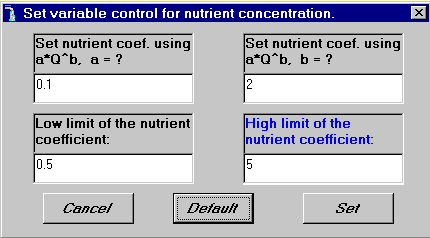 Set variable control for nutrient concentration.
Set nutrient coef. using
a*Q^b, a = ?
0.1
Set nutrient coef. using
a*Q^b, b = ?
2
Low limit of the nutrient
coefficient:
0.5
High limit of the
nutrient coefficient:
5
Cancel
Default
Set